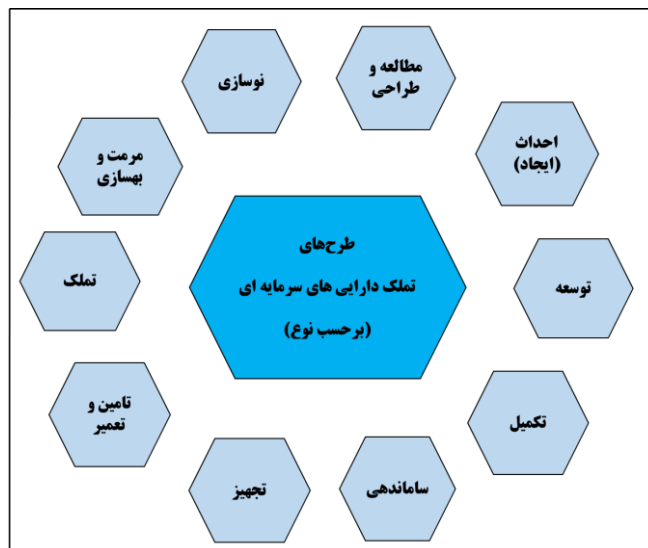 مطالعه و
طراحی
نوسازی
احداث
(ایجاد)
مرمت و
بهسازی
طرح‌های
تملک دارایی های سرمایه ای
(برحسب نوع)
توسعه
تملک
تکمیل
تامین و
تعمیر
ساماندهی
تجهیز